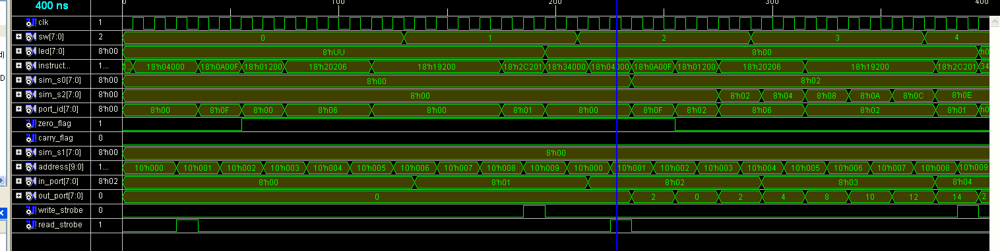 400 ns
0 100 200 300 400
clk 1
sw[7:0] 2 0 1 2 3 4
led[7:0] 8'h00 8'hUU 8'h00 h0
instruct... 1... 1. 18'h04000 18'h0A00F 18'h01200 18'h20206 18'h19200 18'h2C201 18'h34000 18'h04000 18'h0A00F 18'h01200 18'h20206 18'h19200 18'h2C201 34
sim_s0[7:0] 8'h00 8'h00 8'h02
D
sim_s2[7:0] 8'h00 8'h00 8'h02 8'h04 8'h08 8'h0A 8'h0C 8'h0E
port_id[7:0] 8'h00 8'h00 8'h0F 8'h00 8'h06 8'h00 8'h01 8'h00 8'h0F 8'h02 8'h06 8'h02 8'h01 h0
zero_flag 1
carry_flag 0
sim_s1[7:0] 8'h00 8'h00
address[9:0] 1... 10'h000 10'h001 10'h002 10'h003 10'h004 10'h005 10'h006 10'h007 10'h008 10'h009 10'h000 10'h001 10'h002 10'h003 10'h004 10'h005 10'h006 10'h007 10'h008 10'h009
in_port[7:0] 8'h02 8'h00 8'h01 8'h02 8'h03 8'h04
out_port[7:0] 0 0 2 0 2 4 8 10 12 14 2
write_strobe 0
read_strobe 1